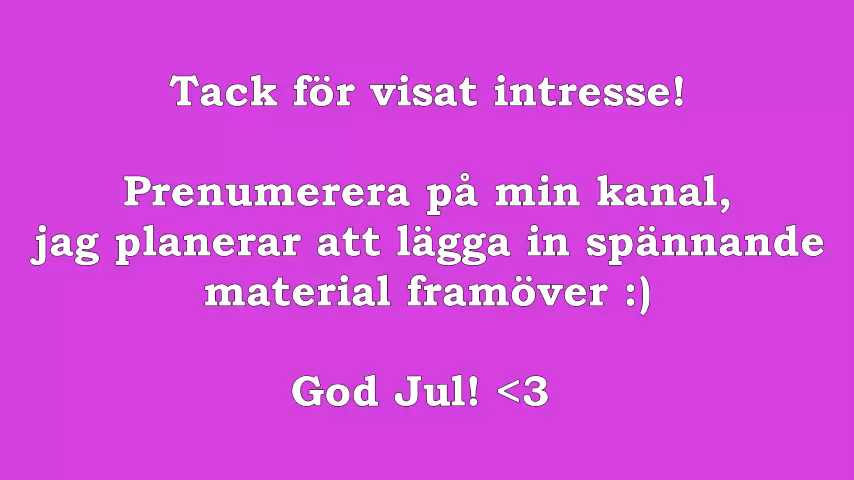 Tack för visat intresse!
Prenumerera på min kanal,
jag planerar att lägga in spännande
material framöver :)
God Jul! <3